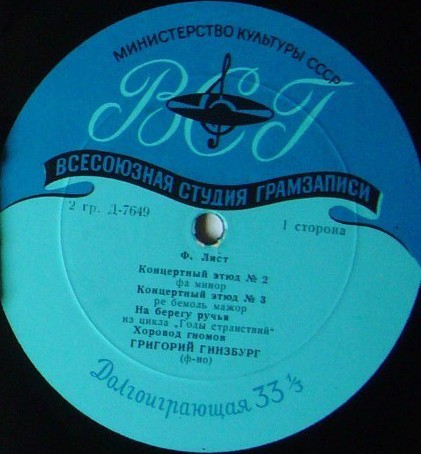 МИНИСТЕРСТВО КУЛЬТУРЫ СССР
ВСГ
ВСЕСОЮЗНАЯ СТУДИЯ ГРАМЗАПИСИ
2 гр. Д-7649
I сторона
Ф. Лист
Концертный этюд № 2
фа минор
Концертный этюд № 3
ре бемоль мажор
На берегу ручья
из цикла „Годы странствий"
Хоровод гномов
ГРИГОРИЙ ГИНЗБУРГ
(ф-но)
Долгоиграющая 33 1/3